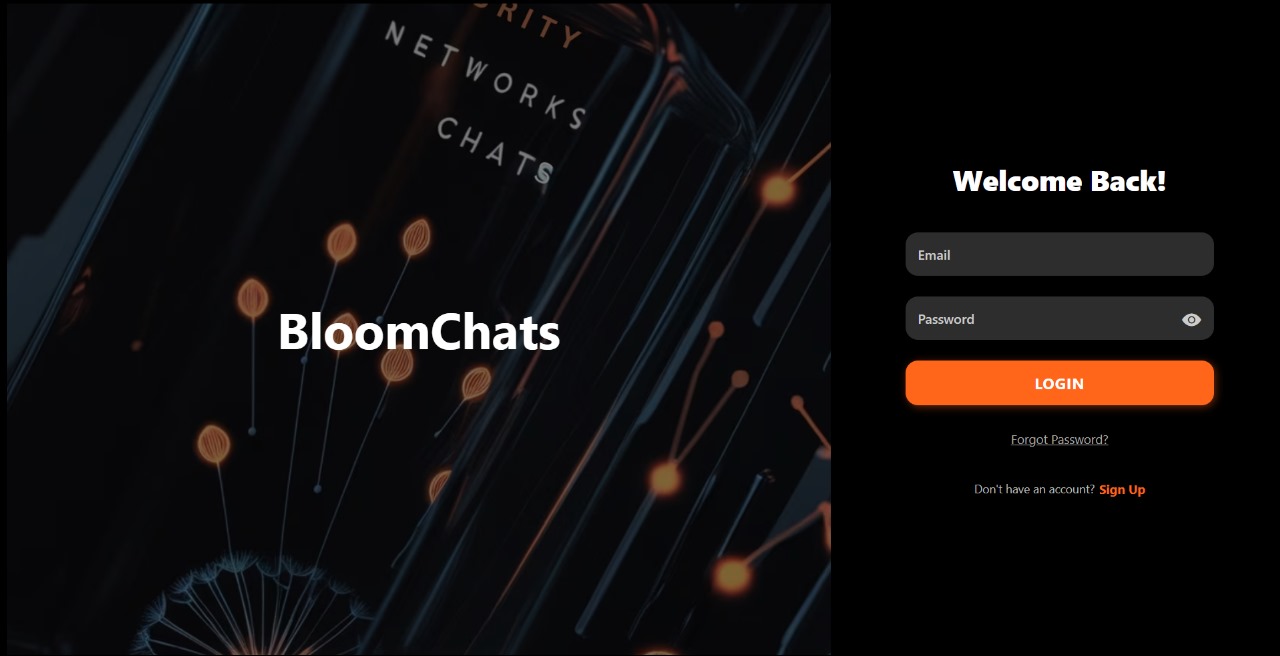 NETWORKS
CHATS
BloomChats
Welcome Back!
Email
Password
LOGIN
Forgot Password?
Don't have an account? Sign Up